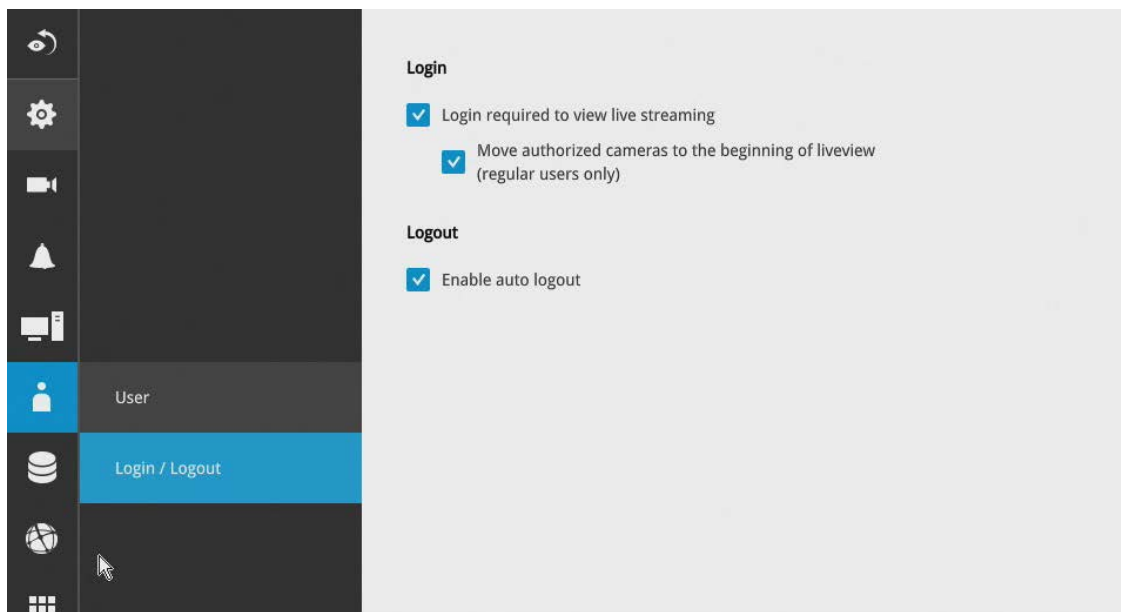 Login
Login required to view live streaming
Move authorized cameras to the beginning of liveview
(regular users only)
Logout
Enable auto logout
User
Login / Logout